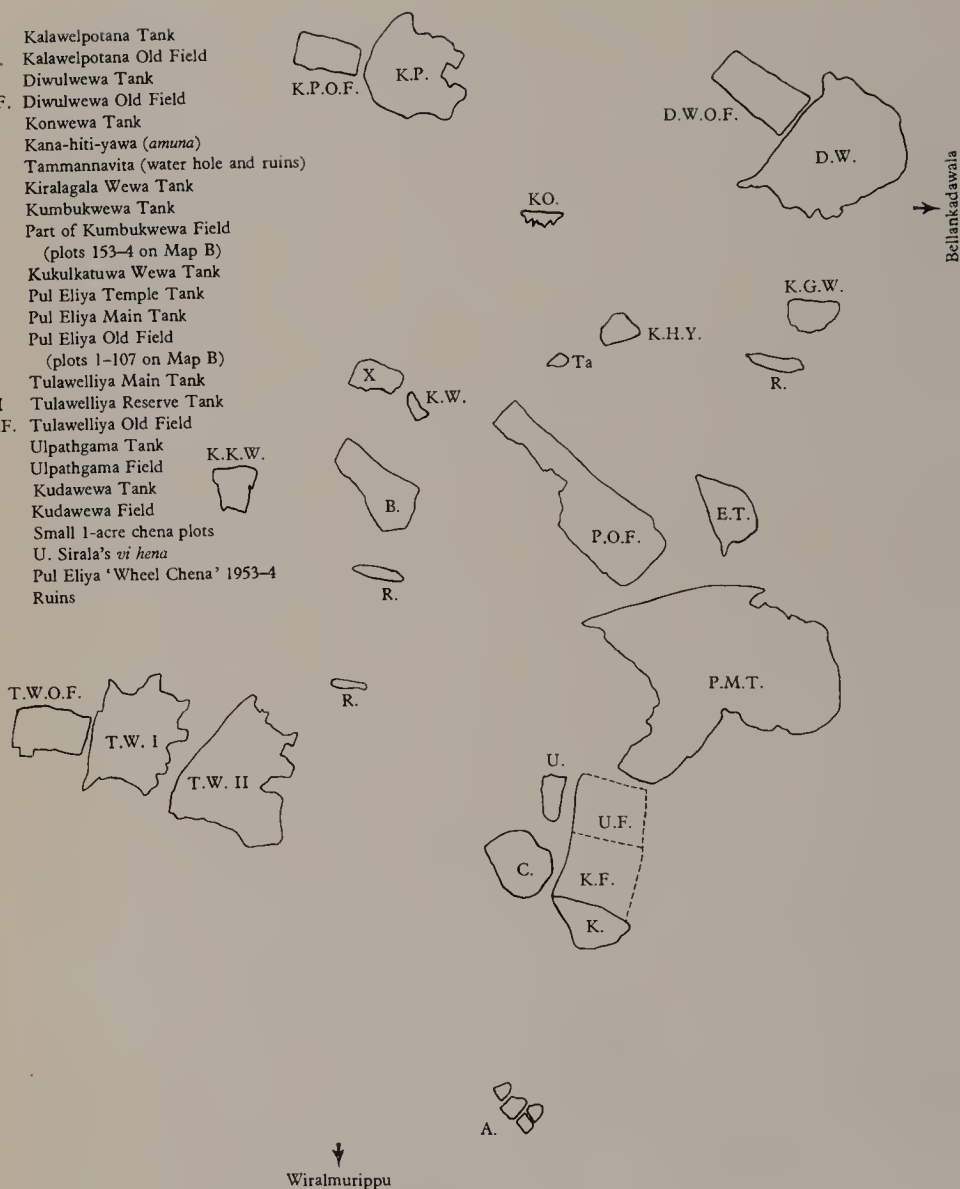 Kalawelpotana Tank
Kalawelpotana Old Field
Diwulwewa Tank
F. Diwulwewa Old Field
Konwewa Tank
Kana-hiti-yawa (amuna)
Tammannavita (water hole and ruins)
Kiralagala Wewa Tank
Kumbukwewa Tank
Part of Kumbukwewa Field
(plots 153–4 on Map B)
Kukulkatuwa Wewa Tank
Pul Eliya Temple Tank
Pul Eliya Main Tank
Pul Eliya Old Field
(plots 1–107 on Map B)
Tulawelliya Main Tank
I Tulawelliya Reserve Tank
F. Tulawelliya Old Field
Ulpathgama Tank
Ulpathgama Field
Kudawewa Tank
Kudawewa Field
Small 1-acre chena plots
U. Sirala's vi hena
Pul Eliya 'Wheel Chena' 1953–4
Ruins
K.P.O.F.
K.P.
D.W.O.F.
D.W.
Bellankadawala
KO.
K.G.W.
K.H.Y.
Ta
R.
X
K.W.
K.K.W.
B.
P.O.F.
E.T.
R.
T.W.O.F.
T.W. I
T.W. II
R.
P.M.T.
U.
U.F.
C.
K.F.
K.
A.
Wiralmurippu